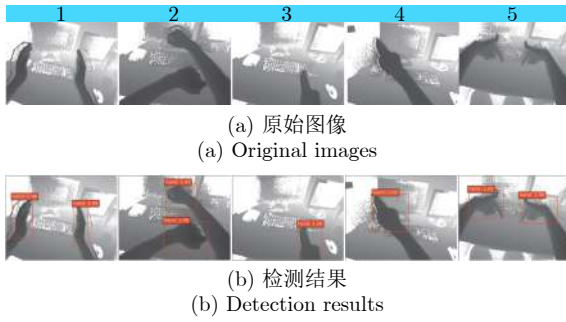 1 2 3 4 5
(a) 原始图像
(a) Original images
(b) 检测结果
(b) Detection results